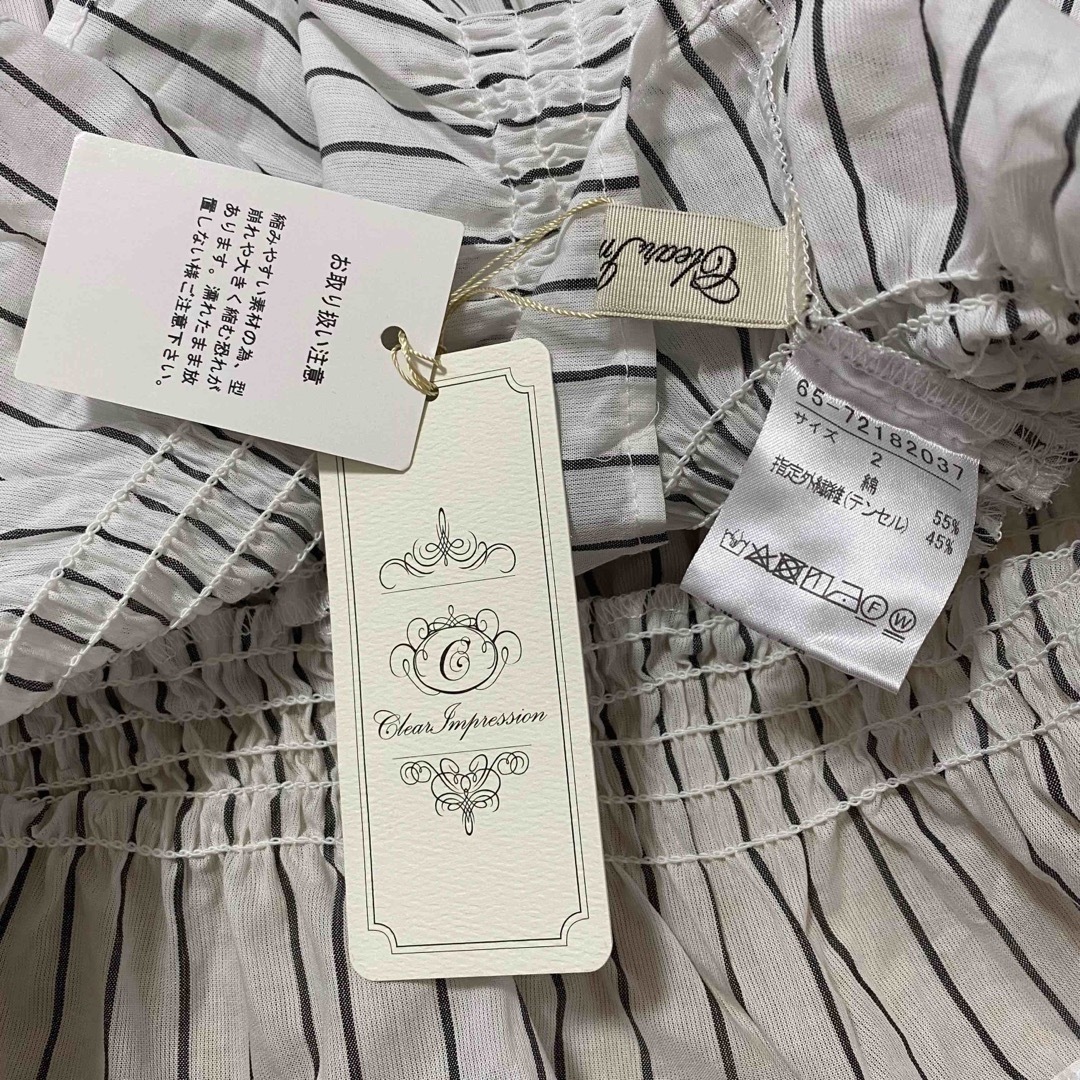 お取り扱い注意
縮みやすい素材の為、型
崩れや大きく縮む恐れが
あります。濡れたまま放
置しない様ご注意下さい。
C
Clear Impression
Clear
65-72182037
サイズ
2
綿 55%
指定外繊維(テンセル) 45%
F
W